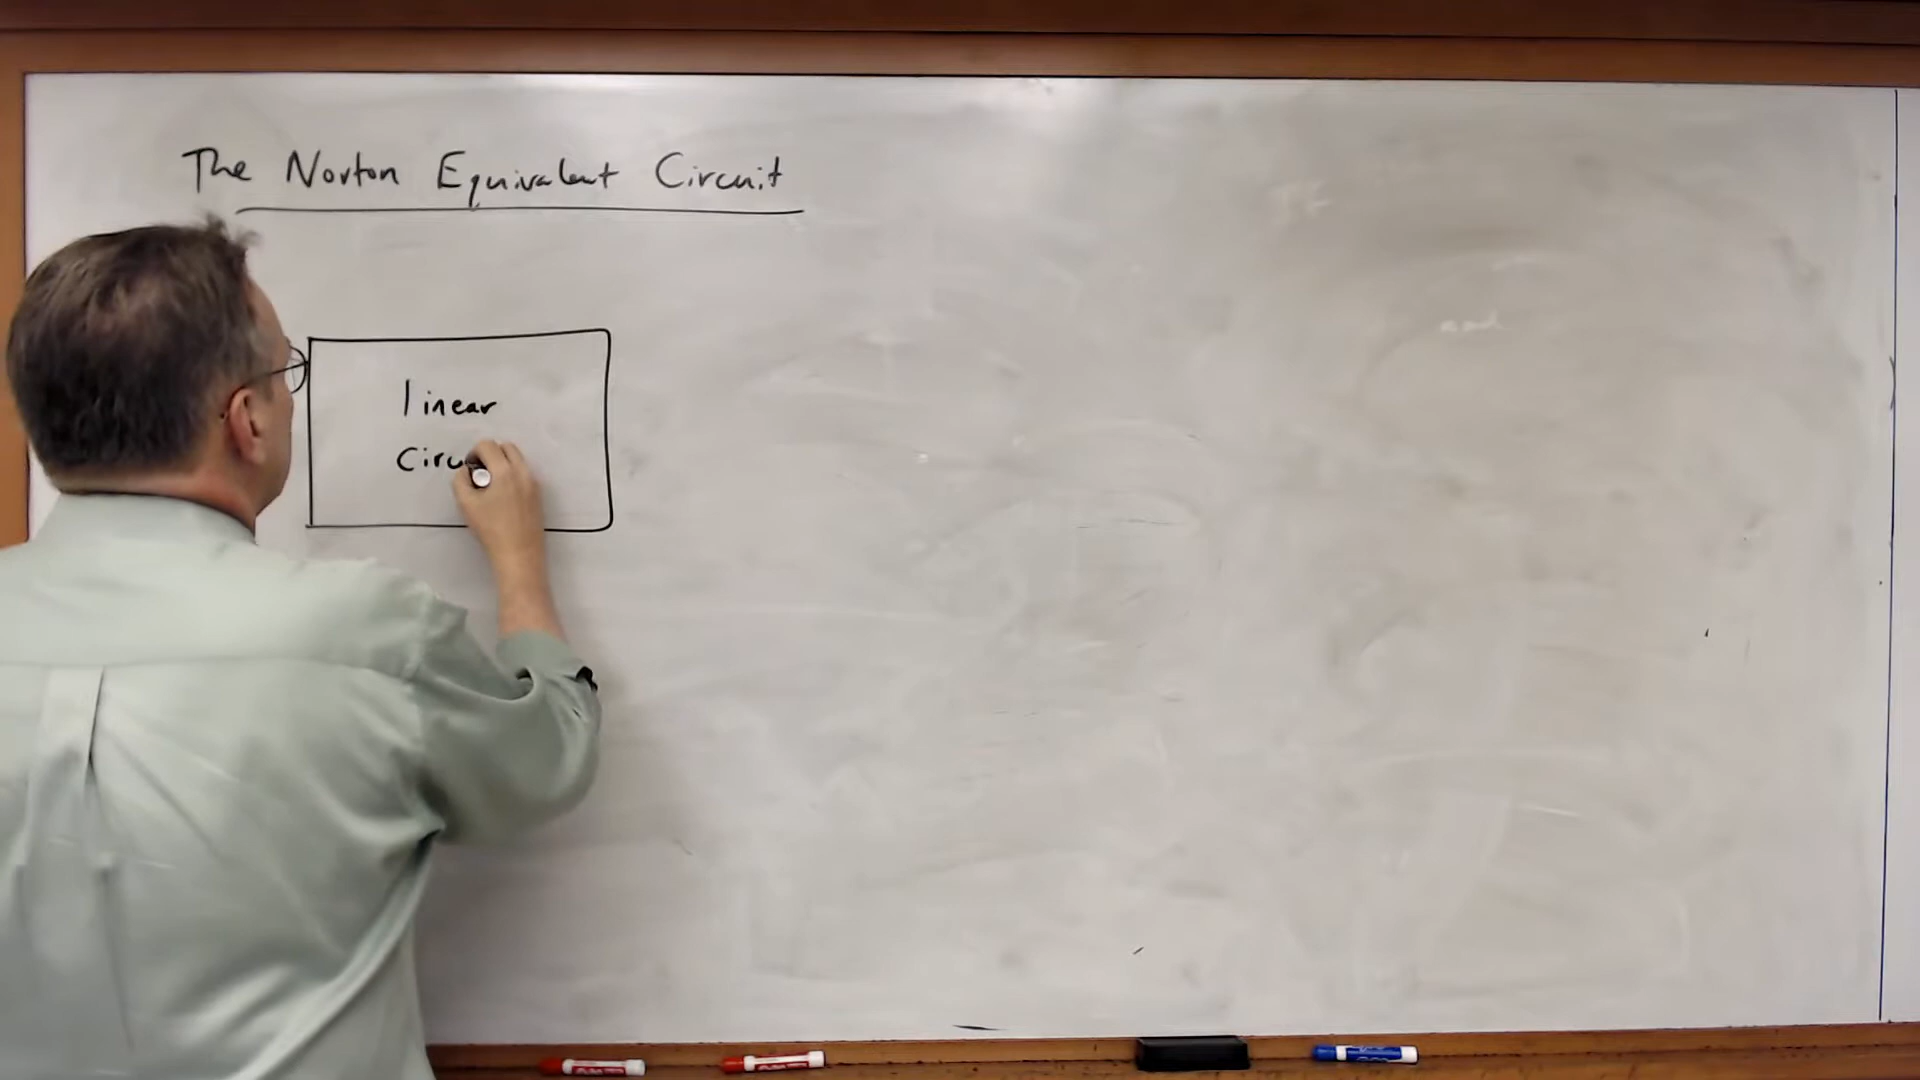 The Norton Equivalent Circuit
linear
Circu